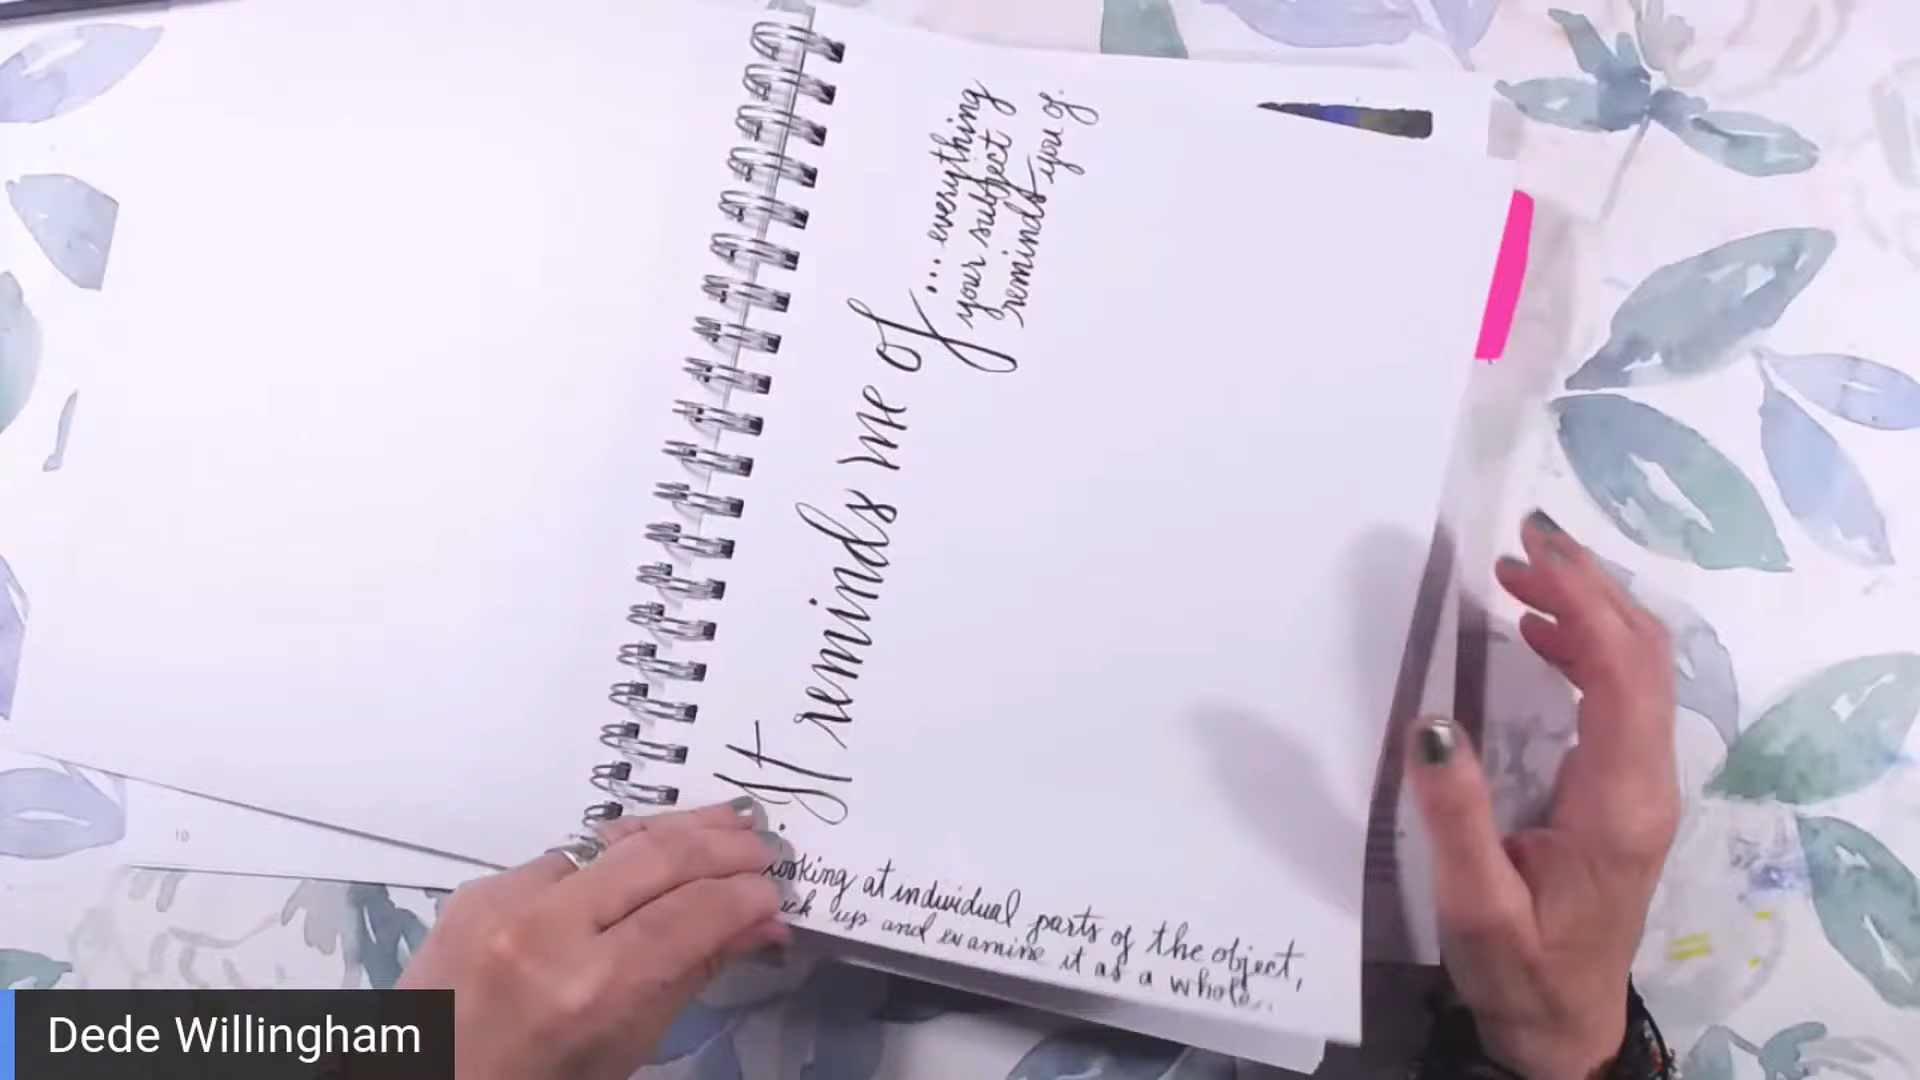 It reminds me of
... everything
your subject
reminds you of.
looking at individual parts of the object,
up and examine it as a whole..
10
Dede Willingham